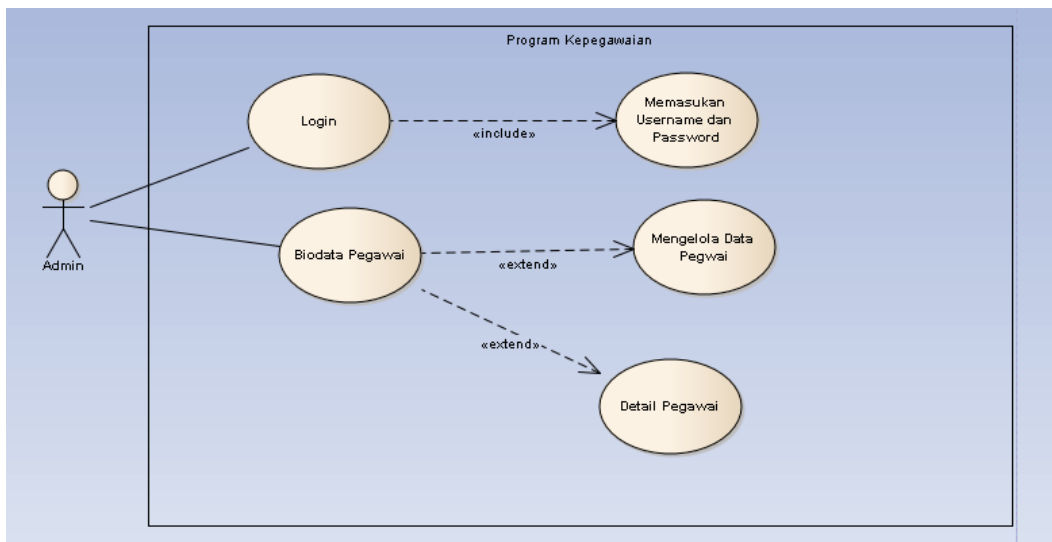 Program Kepegawaian
Login
«include»
Memasukan
Username dan
Password
Admin
Biodata Pegawai
«extend»
Mengelola Data
Pegwai
«extend»
Detail Pegawai